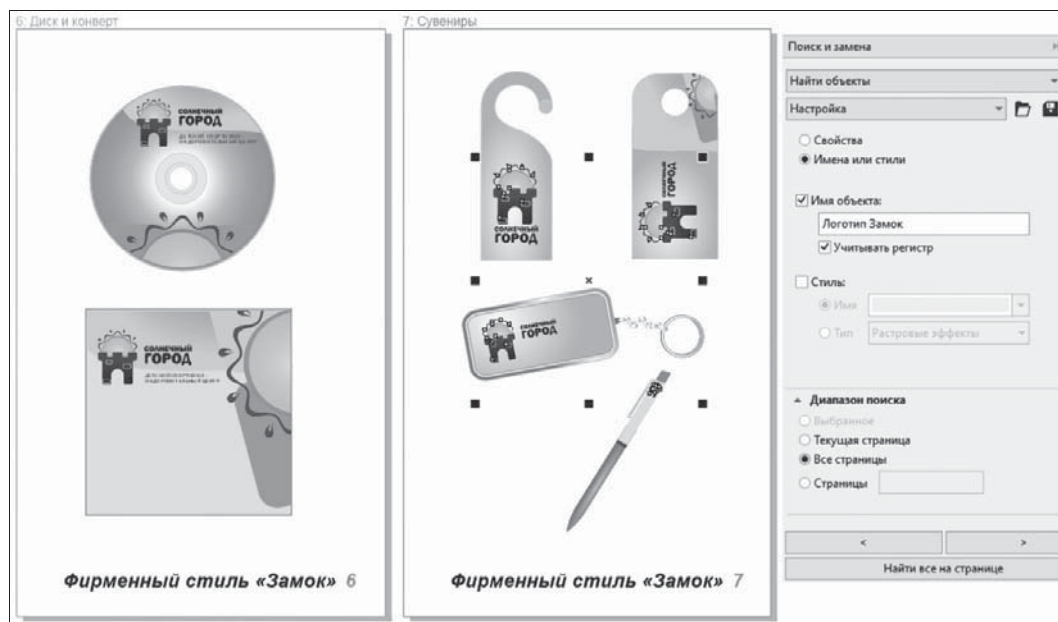 6: Диск и конверт
7: Сувениры
СОЛНЕЧНЫЙ
ГОРОД
СОЛНЕЧНЫЙ
ГОРОД
Фирменный стиль «Замок» 6
СОЛНЕЧНЫЙ
ГОРОД
СОЛНЕЧНЫЙ
ГОРОД
СОЛНЕЧНЫЙ
ГОРОД
Фирменный стиль «Замок» 7
Поиск и замена
Найти объекты
Настройка
Свойства
Имена или стили
Имя объекта:
Логотип Замок
Учитывать регистр
Стиль:
Имя
Тип Растровые эффекты
Диапазон поиска
Выбранное
Текущая страница
Все страницы
Страницы
< >
Найти все на странице